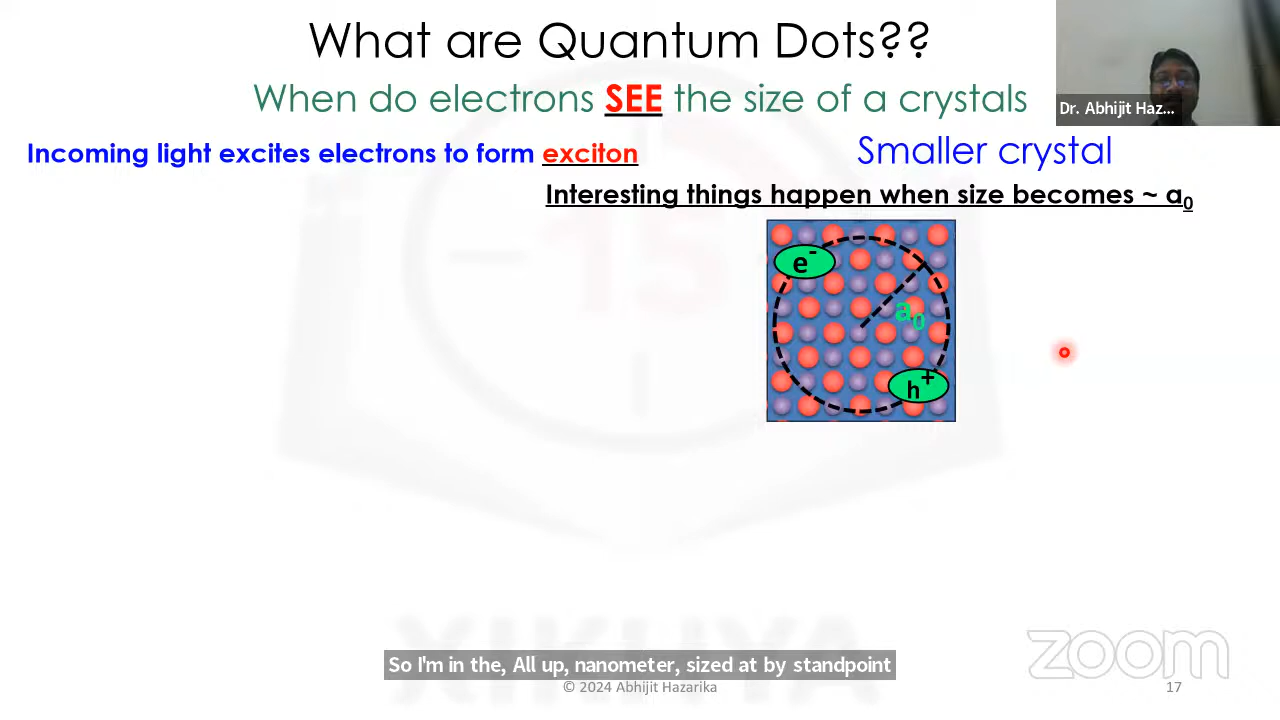 What are Quantum Dots??
When do electrons SEE the size of a crystals
Dr. Abhijit Haz...
Incoming light excites electrons to form exciton
Smaller crystal
Interesting things happen when size becomes ~ a₀
e⁻
a₀
h⁺
-15
XIKUYA
So I'm in the, All up, nanometer, sized at by standpoint
zoom
© 2024 Abhijit Hazarika
17